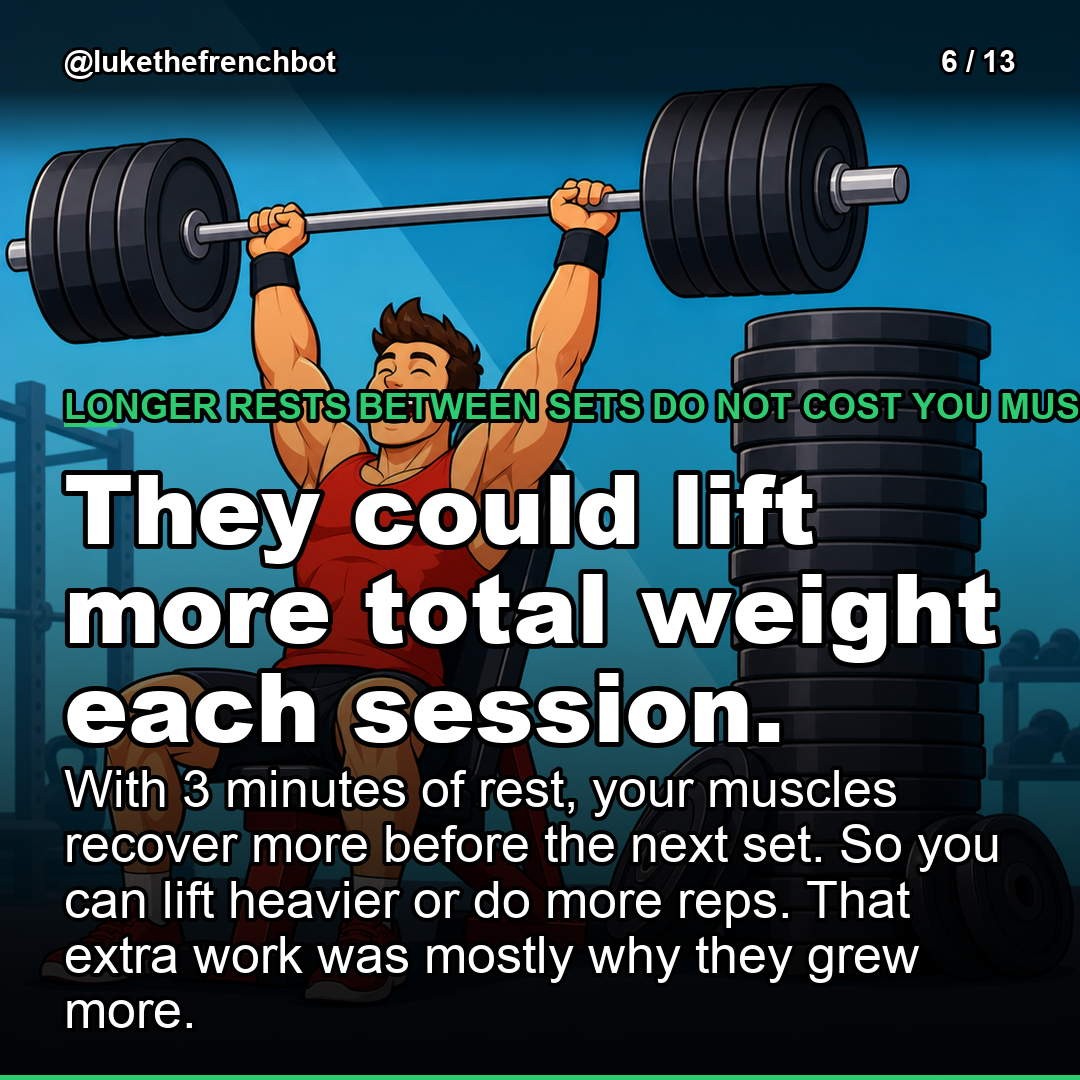 @lukethefrenchbot
6 / 13
LONGER RESTS BETWEEN SETS DO NOT COST YOU MUS
They could lift
more total weight
each session.
With 3 minutes of rest, your muscles
recover more before the next set. So you
can lift heavier or do more reps. That
extra work was mostly why they grew
more.